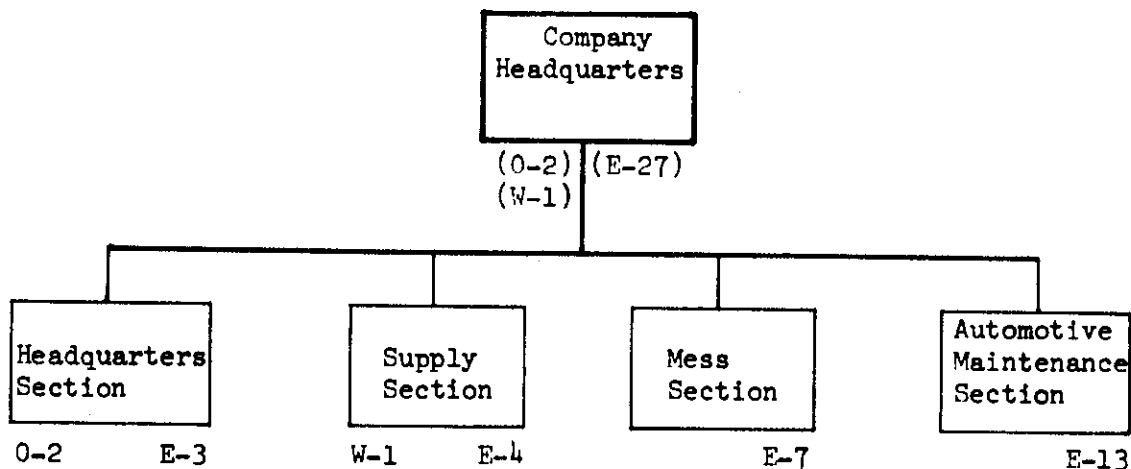 Company
Headquarters
(O-2) (E-27)
(W-1)
Headquarters
Section
O-2 E-3
Supply
Section
W-1 E-4
Mess
Section
E-7
Automotive
Maintenance
Section
E-13